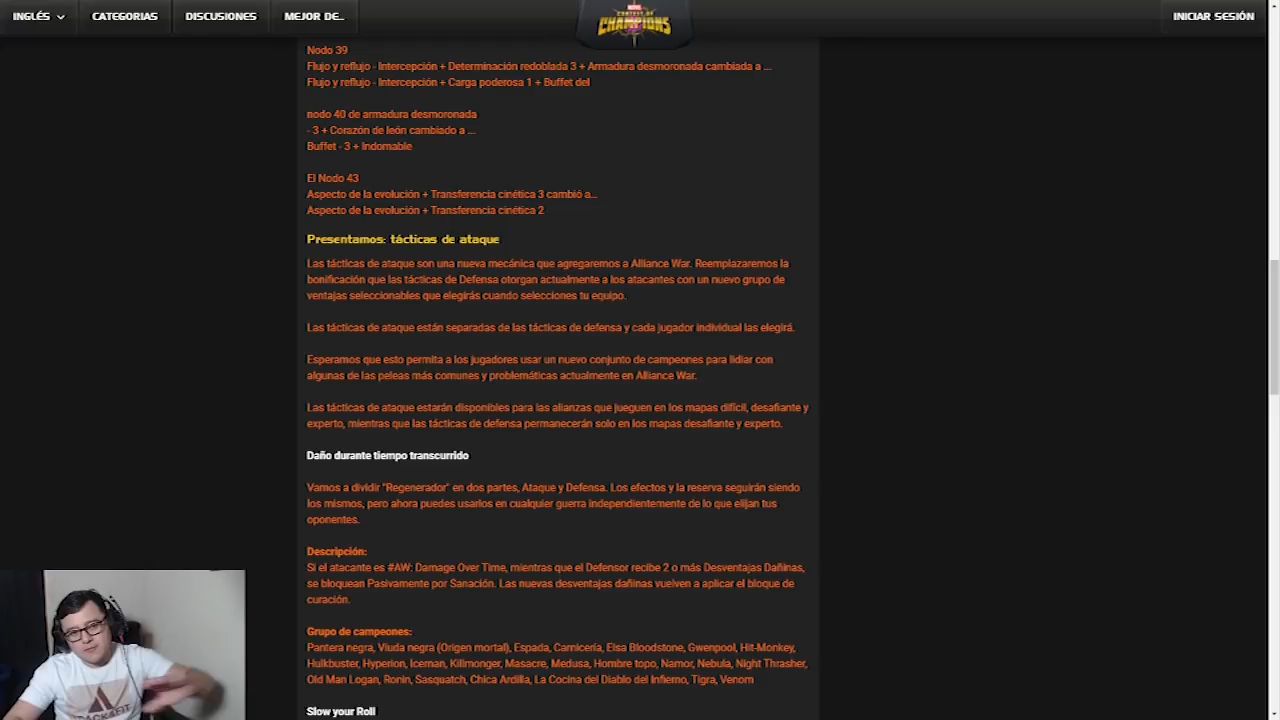 INGLÉS
CATEGORIAS
DISCUSIONES
MEJOR DE...
MARVEL
CONTEST OF
CHAMPIONS
INICIAR SESIÓN
Nodo 39
Flujo y reflujo - Intercepción + Determinación redoblada 3 + Armadura desmoronada cambiada a ...
Flujo y reflujo - Intercepción + Carga poderosa 1 + Buffet del
nodo 40 de armadura desmoronada
- 3 + Corazón de león cambiado a ...
Buffet - 3 + Indomable
El Nodo 43
Aspecto de la evolución + Transferencia cinética 3 cambió a...
Aspecto de la evolución + Transferencia cinética 2
Presentamos: tácticas de ataque
Las tácticas de ataque son una nueva mecánica que agregaremos a Alliance War. Reemplazaremos la
bonificación que las tácticas de Defensa otorgan actualmente a los atacantes con un nuevo grupo de
ventajas seleccionables que elegirás cuando selecciones tu equipo.
Las tácticas de ataque están separadas de las tácticas de defensa y cada jugador individual las elegirá.
Esperamos que esto permita a los jugadores usar un nuevo conjunto de campeones para lidiar con
algunas de las peleas más comunes y problemáticas actualmente en Alliance War.
Las tácticas de ataque estarán disponibles para las alianzas que jueguen en los mapas difícil, desafiante y
experto, mientras que las tácticas de defensa permanecerán solo en los mapas desafiante y experto.
Daño durante tiempo transcurrido
Vamos a dividir "Regenerador" en dos partes, Ataque y Defensa. Los efectos y la reserva seguirán siendo
los mismos, pero ahora puedes usarlos en cualquier guerra independientemente de lo que elijan tus
oponentes.
Descripción:
Si el atacante es #AW: Damage Over Time, mientras que el Defensor recibe 2 o más Desventajas Dañinas,
se bloquean Pasivamente por Sanación. Las nuevas desventajas dañinas vuelven a aplicar el bloque de
curación.
Grupo de campeones:
Pantera negra, Viuda negra (Origen mortal), Espada, Carnicería, Elsa Bloodstone, Gwenpool, Hit-Monkey,
Hulkbuster, Hyperion, Iceman, Killmonger, Masacre, Medusa, Hombre topo, Namor, Nebula, Night Thrasher,
Old Man Logan, Ronin, Sasquatch, Chica Ardilla, La Cocina del Diablo del Infierno, Tigra, Venom
Slow your Roll